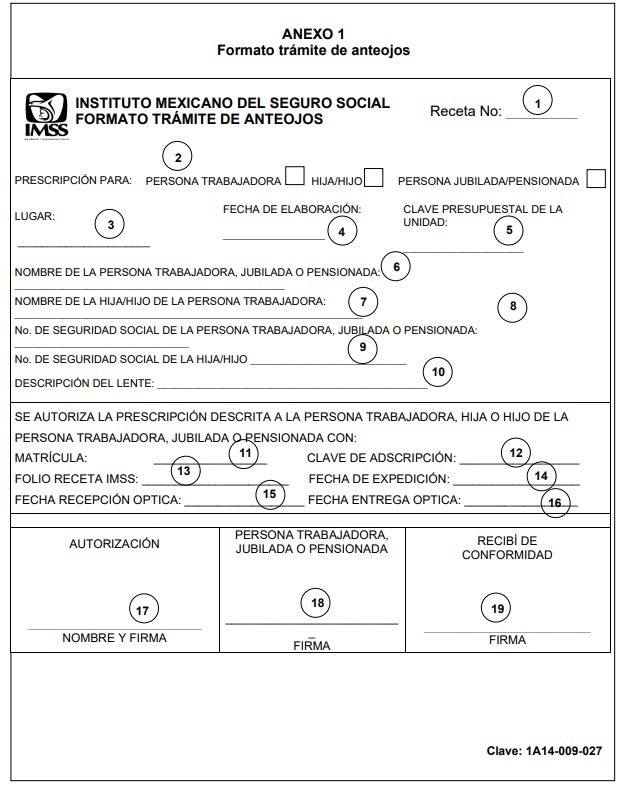 ANEXO 1
Formato trámite de anteojos
IMSS
INSTITUTO MEXICANO DEL SEGURO SOCIAL
FORMATO TRÁMITE DE ANTEOJOS
Receta No: 1
2
PRESCRIPCIÓN PARA: PERSONA TRABAJADORA HIJA/HIJO PERSONA JUBILADA/PENSIONADA
LUGAR: 3
FECHA DE ELABORACIÓN: 4
CLAVE PRESUPUESTAL DE LA
UNIDAD: 5
NOMBRE DE LA PERSONA TRABAJADORA, JUBILADA O PENSIONADA: 6
NOMBRE DE LA HIJA/HIJO DE LA PERSONA TRABAJADORA: 7
8
No. DE SEGURIDAD SOCIAL DE LA PERSONA TRABAJADORA, JUBILADA O PENSIONADA:
No. DE SEGURIDAD SOCIAL DE LA HIJA/HIJO 9
DESCRIPCIÓN DEL LENTE: 10
SE AUTORIZA LA PRESCRIPCIÓN DESCRITA A LA PERSONA TRABAJADORA, HIJA O HIJO DE LA
PERSONA TRABAJADORA, JUBILADA O PENSIONADA CON:
MATRÍCULA: 11 CLAVE DE ADSCRIPCIÓN: 12
FOLIO RECETA IMSS: 13 FECHA DE EXPEDICIÓN: 14
FECHA RECEPCIÓN OPTICA: 15 FECHA ENTREGA OPTICA: 16
AUTORIZACIÓN
17
NOMBRE Y FIRMA
PERSONA TRABAJADORA,
JUBILADA O PENSIONADA
18
FIRMA
RECIBÍ DE
CONFORMIDAD
19
FIRMA
Clave: 1A14-009-027